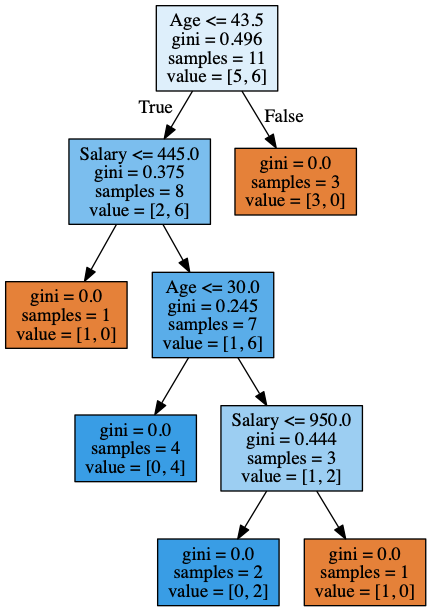 Age <= 43.5
gini = 0.496
samples = 11
value = [5, 6]
True
False
Salary <= 445.0
gini = 0.375
samples = 8
value = [2, 6]
gini = 0.0
samples = 3
value = [3, 0]
gini = 0.0
samples = 1
value = [1, 0]
Age <= 30.0
gini = 0.245
samples = 7
value = [1, 6]
gini = 0.0
samples = 4
value = [0, 4]
Salary <= 950.0
gini = 0.444
samples = 3
value = [1, 2]
gini = 0.0
samples = 2
value = [0, 2]
gini = 0.0
samples = 1
value = [1, 0]